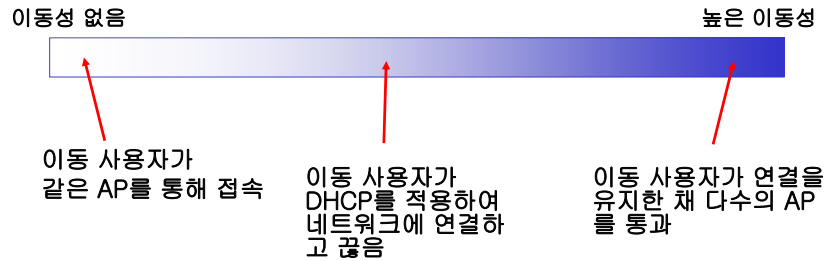 이동성 없음
높은 이동성
이동 사용자가
같은 AP를 통해 접속
이동 사용자가
DHCP를 적용하여
네트워크에 연결하
고 끊음
이동 사용자가 연결을
유지한 채 다수의 AP
를 통과